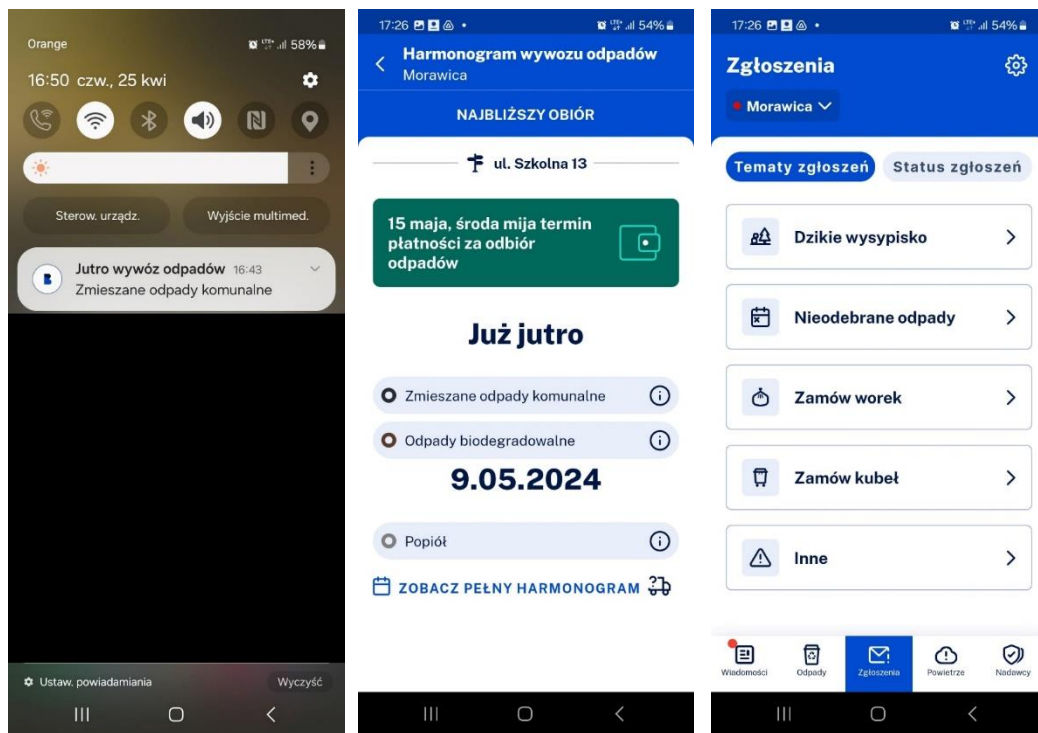 Orange
58%
16:50 czw., 25 kwi
Sterow. urządz.
Wyjście multimed.
Jutro wywóz odpadów 16:43
Zmieszane odpady komunalne
Ustaw. powiadamiania
Wyczyść
17:26
54%
Harmonogram wywozu odpadów
Morawica
NAJBLIŻSZY OBIÓR
ul. Szkolna 13
15 maja, środa mija termin
płatności za odbiór
odpadów
Już jutro
Zmieszane odpady komunalne
Odpady biodegradowalne
9.05.2024
Popiół
ZOBACZ PEŁNY HARMONOGRAM
17:26
54%
Zgłoszenia
Morawica
Tematy zgłoszeń
Status zgłoszeń
Dzikie wysypisko
Nieodebrane odpady
Zamów worek
Zamów kubeł
Inne
Wiadomości
Odpady
Zgłoszenia
Powietrze
Nadawcy